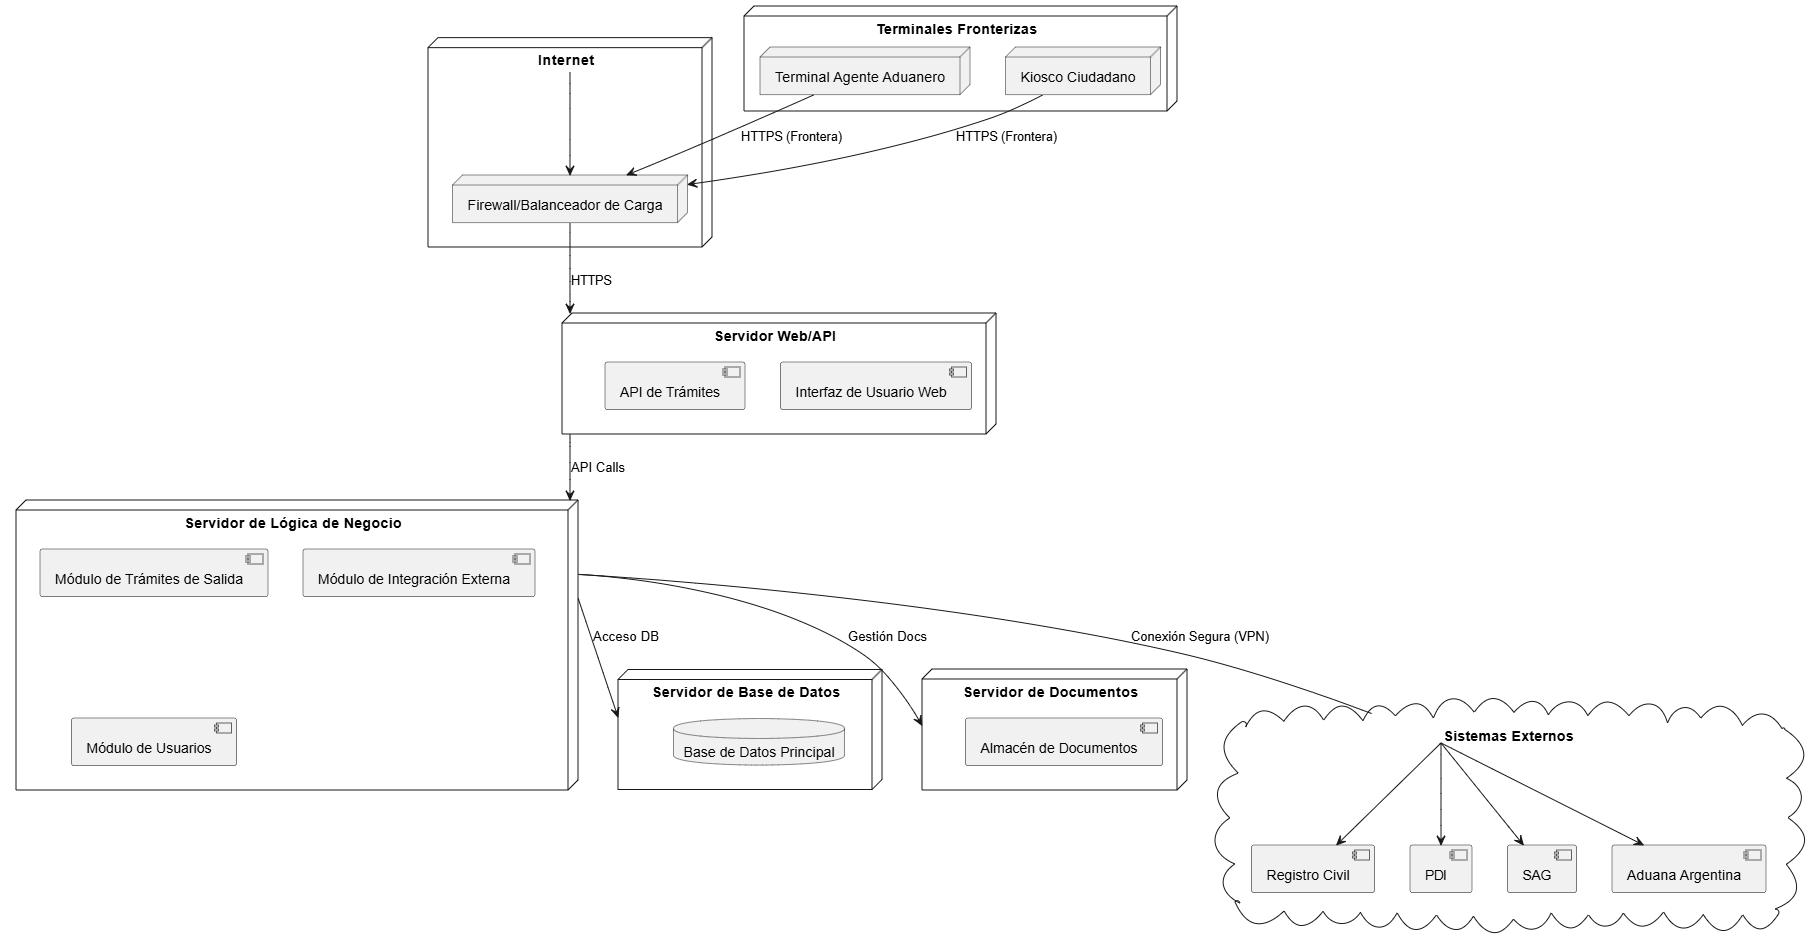 Terminales Fronterizas
Internet
Terminal Agente Aduanero
Kiosco Ciudadano
HTTPS (Frontera)
HTTPS (Frontera)
Firewall/Balanceador de Carga
HTTPS
Servidor Web/API
API de Trámites
Interfaz de Usuario Web
API Calls
Servidor de Lógica de Negocio
Módulo de Trámites de Salida
Módulo de Integración Externa
Acceso DB
Gestión Docs
Conexión Segura (VPN)
Servidor de Base de Datos
Servidor de Documentos
Sistemas Externos
Módulo de Usuarios
Base de Datos Principal
Almacén de Documentos
Registro Civil
PDI
SAG
Aduana Argentina